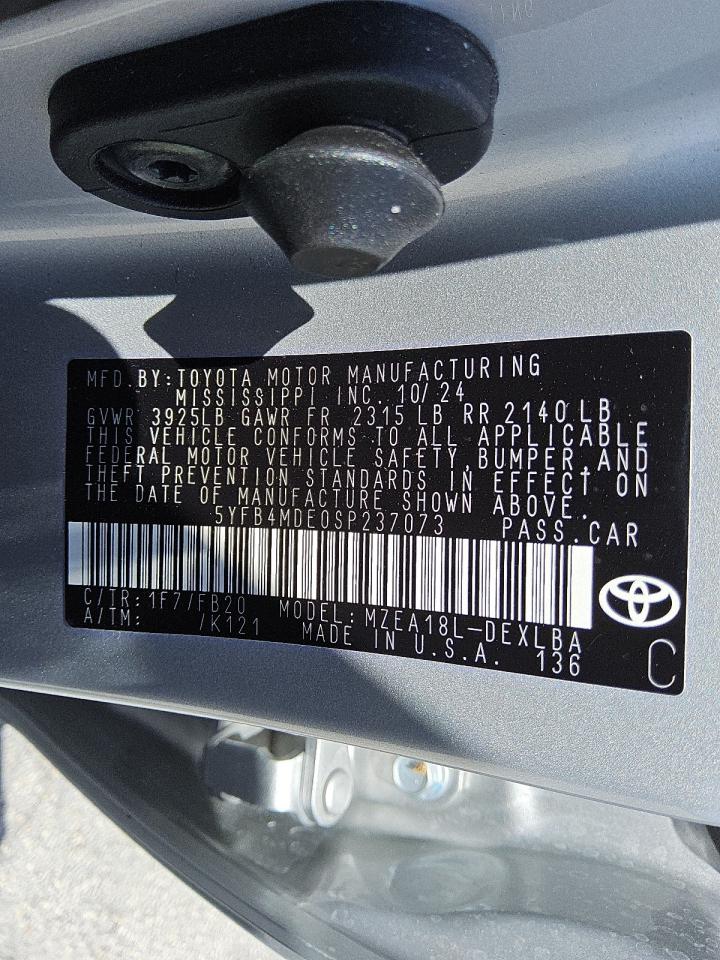 MFD.BY:TOYOTA MOTOR MANUFACTURING
MISSISSIPPI INC. 10/24
GVWR 3925LB GAWR FR 2315 LB RR 2140 LB
THIS VEHICLE CONFORMS TO ALL APPLICABLE
FEDERAL MOTOR VEHICLE SAFETY,BUMPER,AND
THEFT PREVENTION STANDARDS IN EFFECT ON
THE DATE OF MANUFACTURE SHOWN ABOVE.
5YFB4MDE0SP237073 PASS.CAR
C/TR:1F7/FB20 MODEL:MZEA18L-DEXLBA
A/TM: /K121 MADE IN U.S.A. 136
C